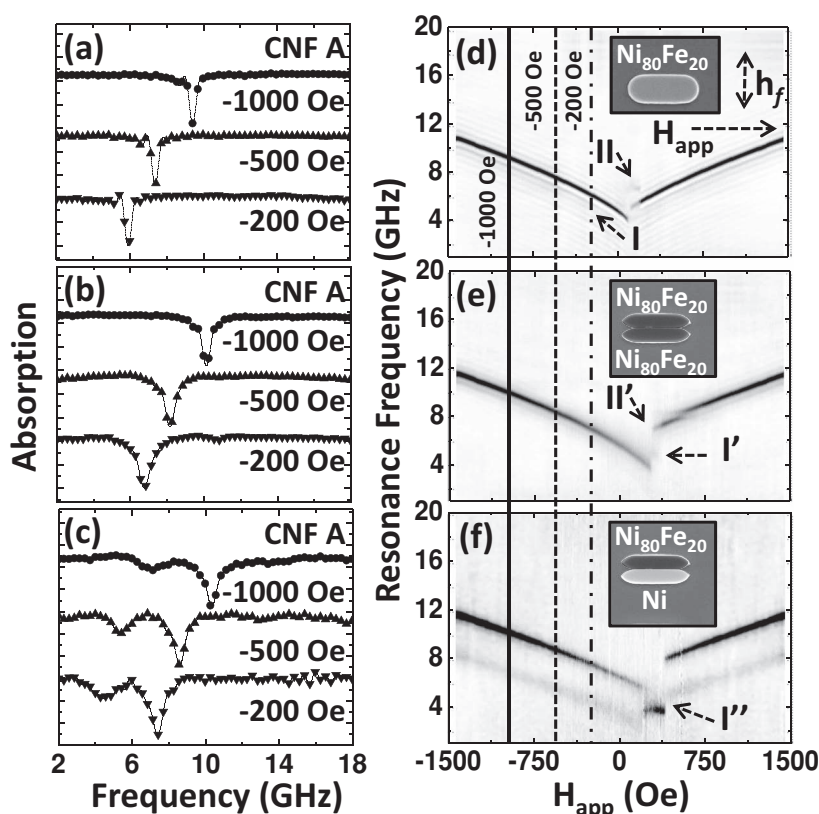 (a) CNF A
-1000 Oe
-500 Oe
-200 Oe
(b) CNF A
-1000 Oe
-500 Oe
-200 Oe
(c) CNF A
-1000 Oe
-500 Oe
-200 Oe
2 6 10 14 18
Frequency (GHz)
Absorption
20
16
12
8
4
(d)
-1000 Oe
-500 Oe
-200 Oe
Ni₈₀Fe₂₀
h_f
H_app
II
I
20
16
12
8
4
(e)
Ni₈₀Fe₂₀
Ni₈₀Fe₂₀
II'
I'
20
16
12
8
4
(f)
Ni₈₀Fe₂₀
Ni
I''
-1500 -750 0 750 1500
H_app (Oe)
Resonance Frequency (GHz)